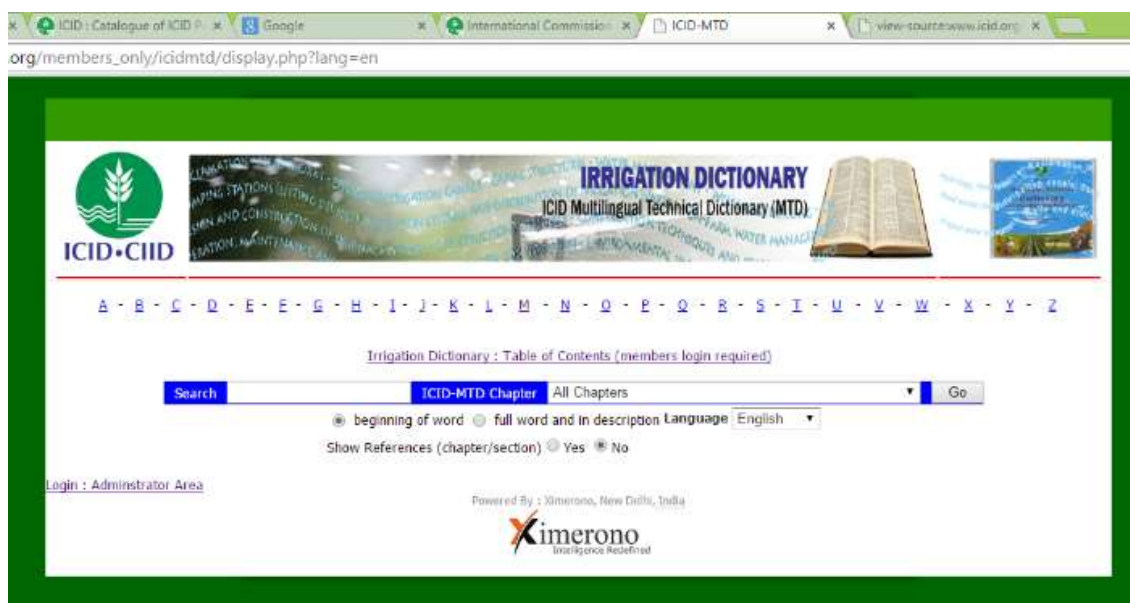 ICID : Catalogue of ICID P
Google
International Commission
ICID-MTD
view-source:www.icid.org
org/members_only/icidmtd/display.php?lang=en
IRRIGATION DICTIONARY
ICID Multilingual Technical Dictionary (MTD)
ICID•CIID
A - B - C - D - E - F - G - H - I - J - K - L - M - N - O - P - Q - R - S - T - U - V - W - X - Y - Z
Irrigation Dictionary : Table of Contents (members login required)
Search ICID-MTD Chapter All Chapters Go
beginning of word full word and in description Language English
Show References (chapter/section) Yes No
Login : Adminstrator Area
Powered By : Ximerono, New Delhi, India
Ximerono
Intelligence Redefined